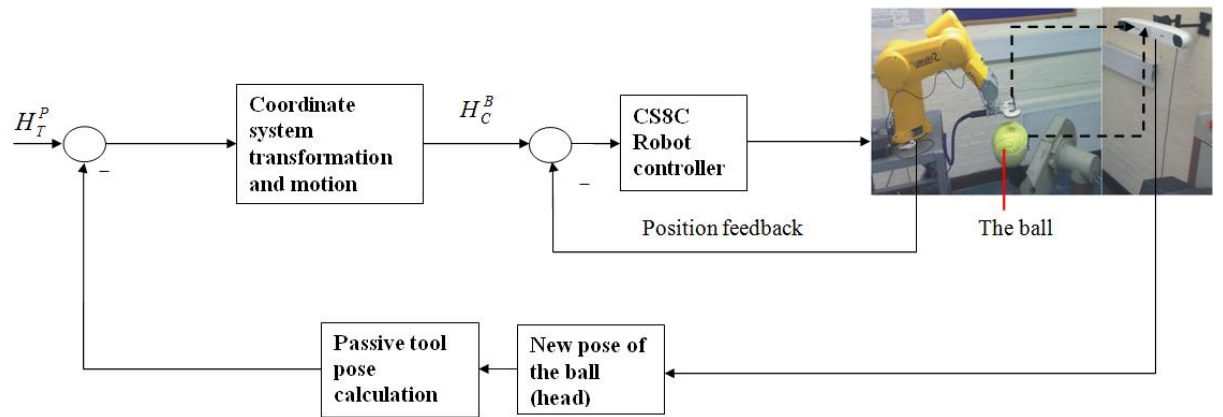 H_T^P
−
Coordinate
system
transformation
and motion
H_C^B
−
CS8C
Robot
controller
Position feedback
The ball
Passive tool
pose
calculation
New pose of
the ball
(head)